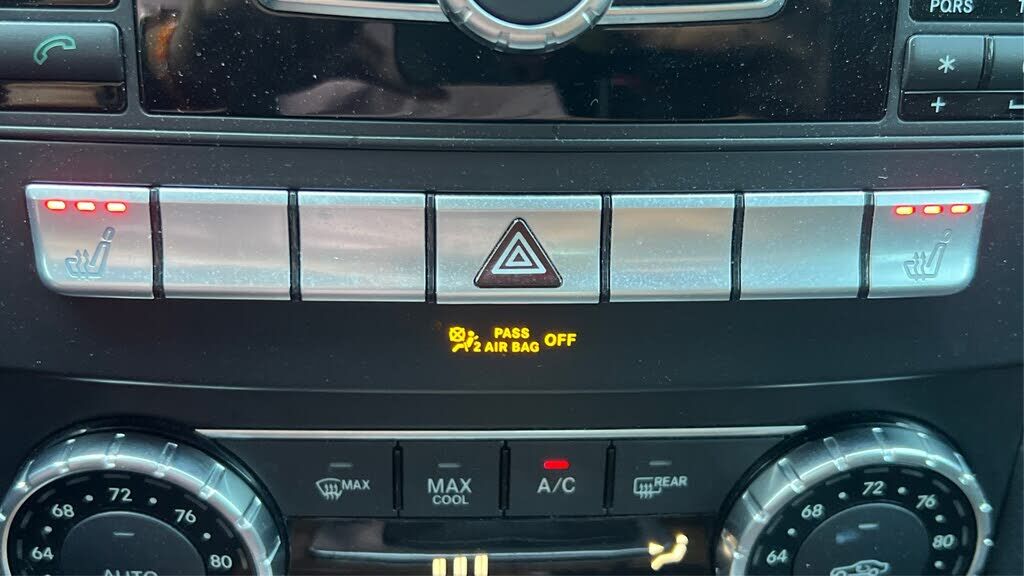 PQRS
T
*
+
PASS
2 AIR BAG OFF
MAX
MAX
COOL
A/C
REAR
64 68 72 76 80
AUTO
64 68 72 76 80